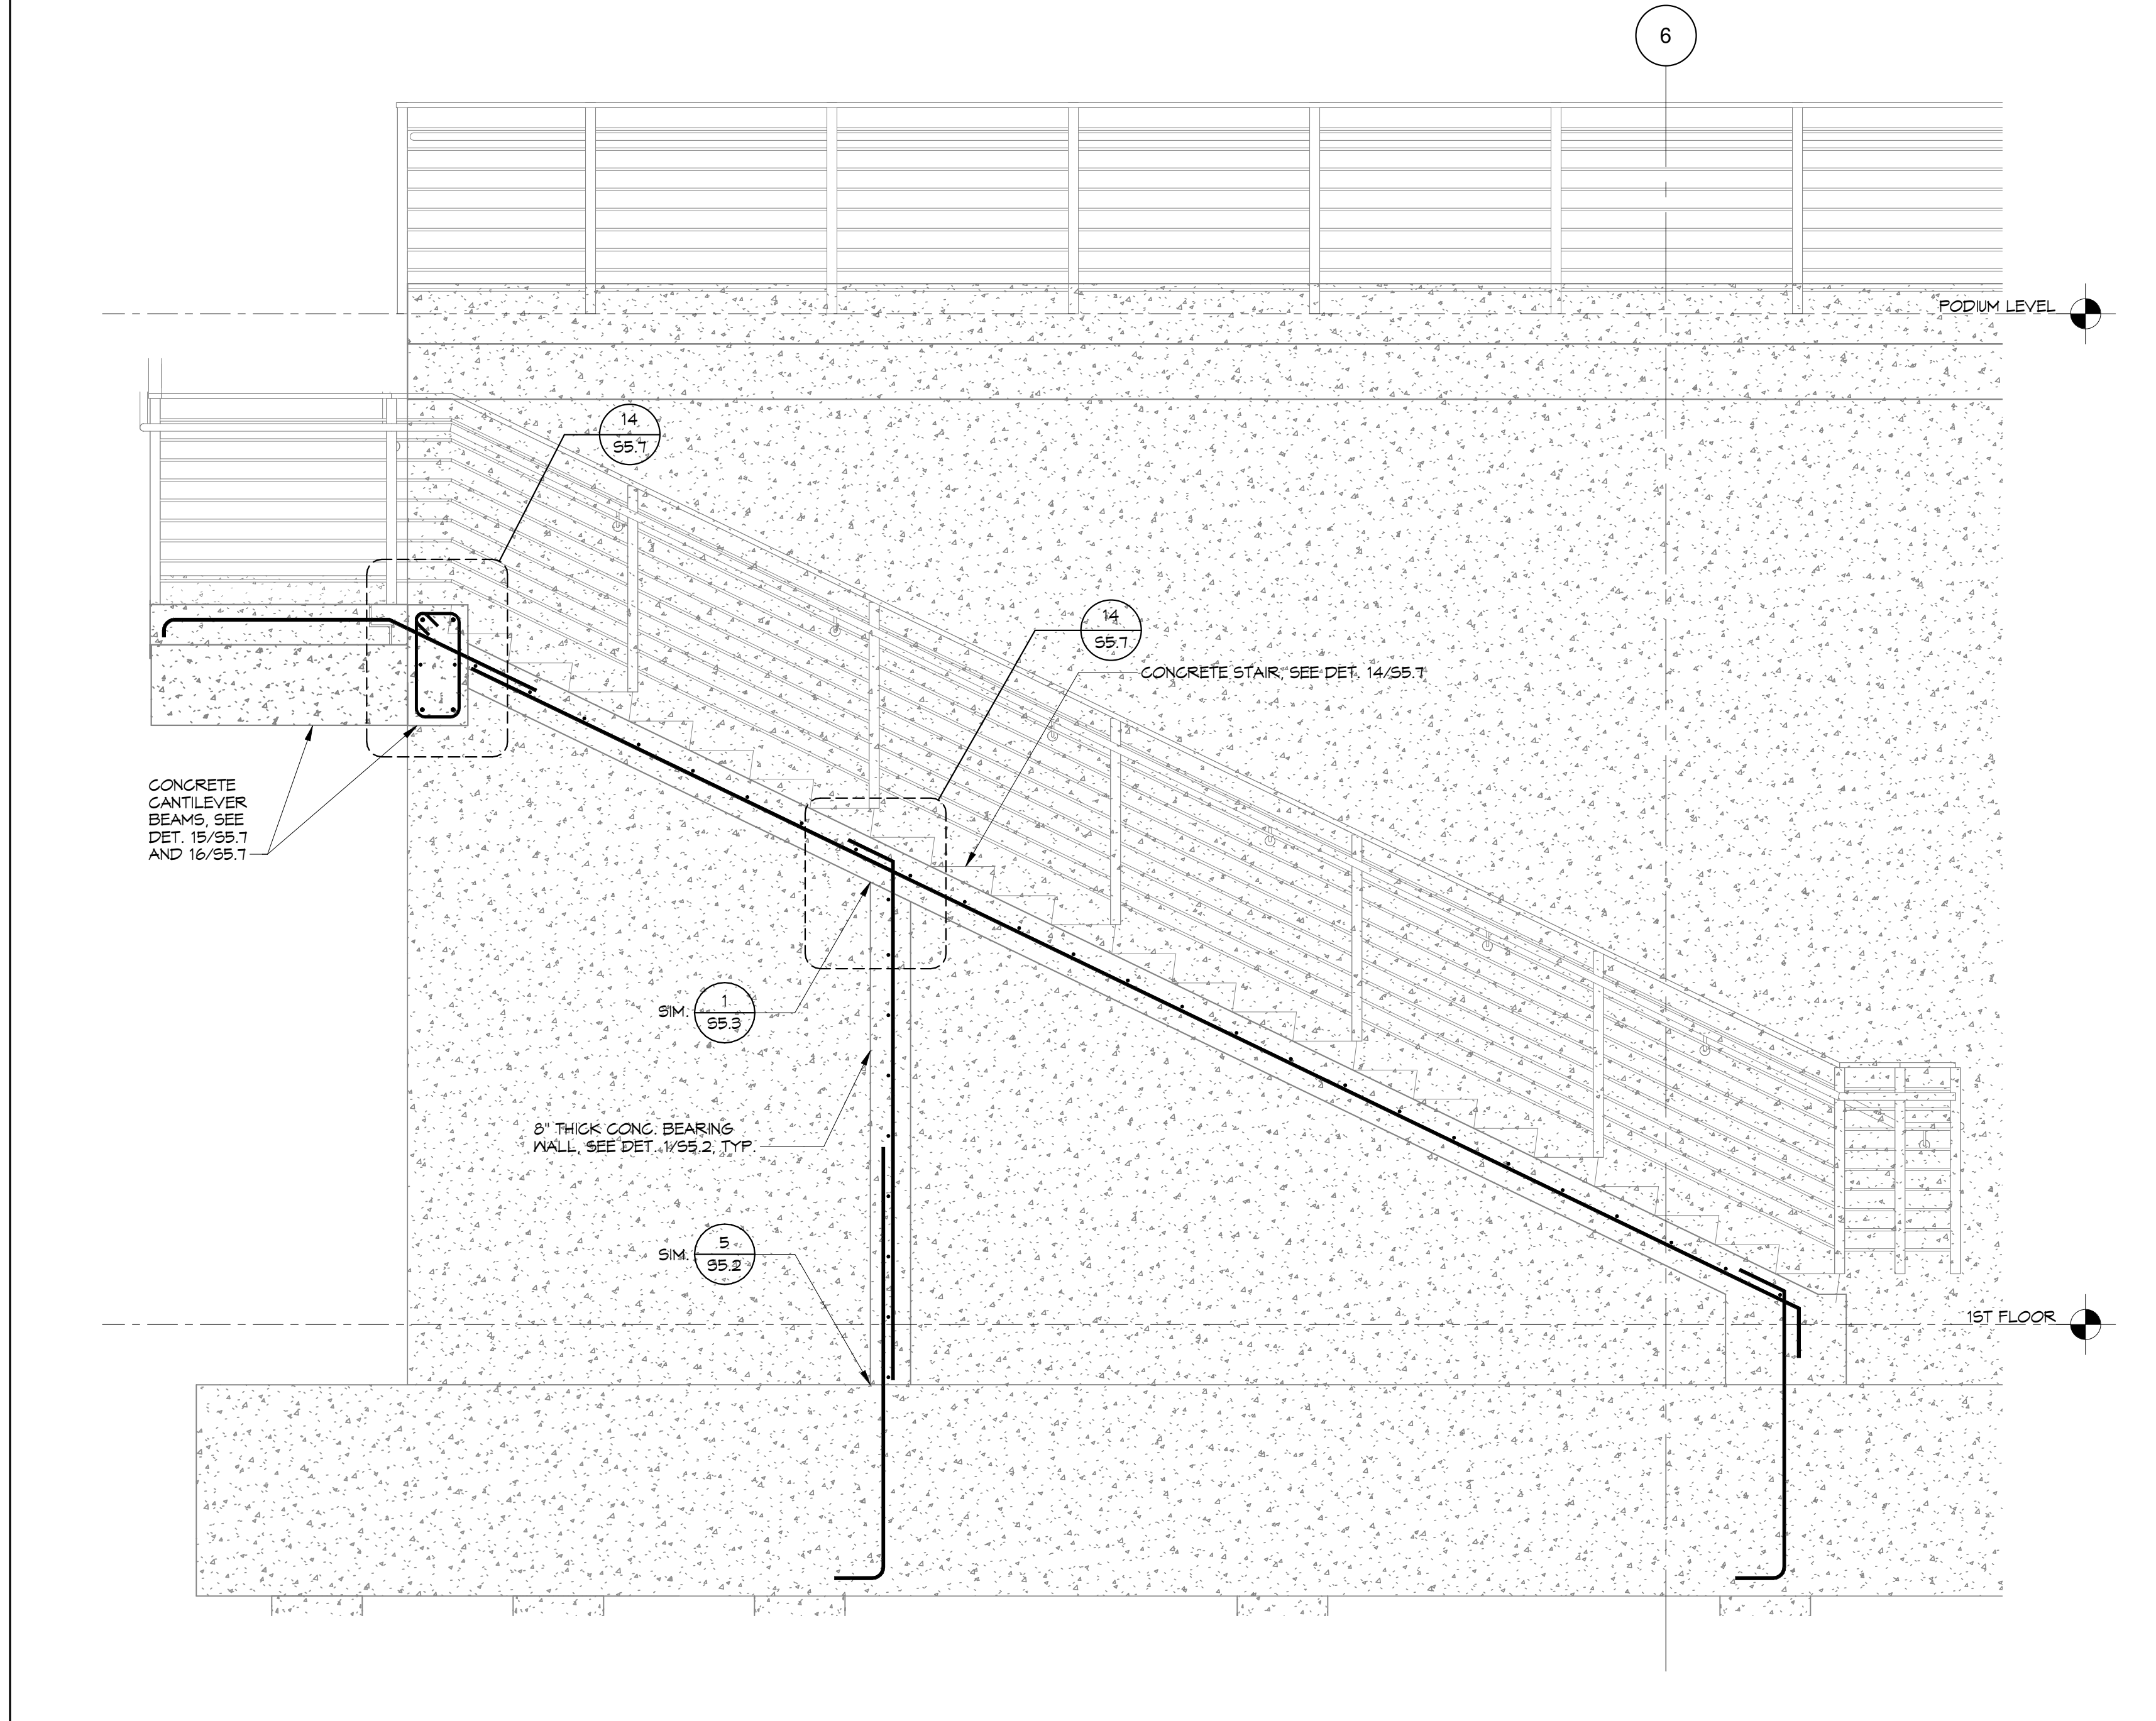 6
PODIUM LEVEL
14
S5.7
14
S5.7
CONCRETE STAIR, SEE DET. 14/S5.7
CONCRETE
CANTILEVER
BEAMS, SEE
DET. 15/S5.7
AND 16/S5.7
SIM.
1
S5.3
8" THICK CONC. BEARING
WALL, SEE DET. 1/S5.2, TYP.
SIM.
5
S5.2
1ST FLOOR